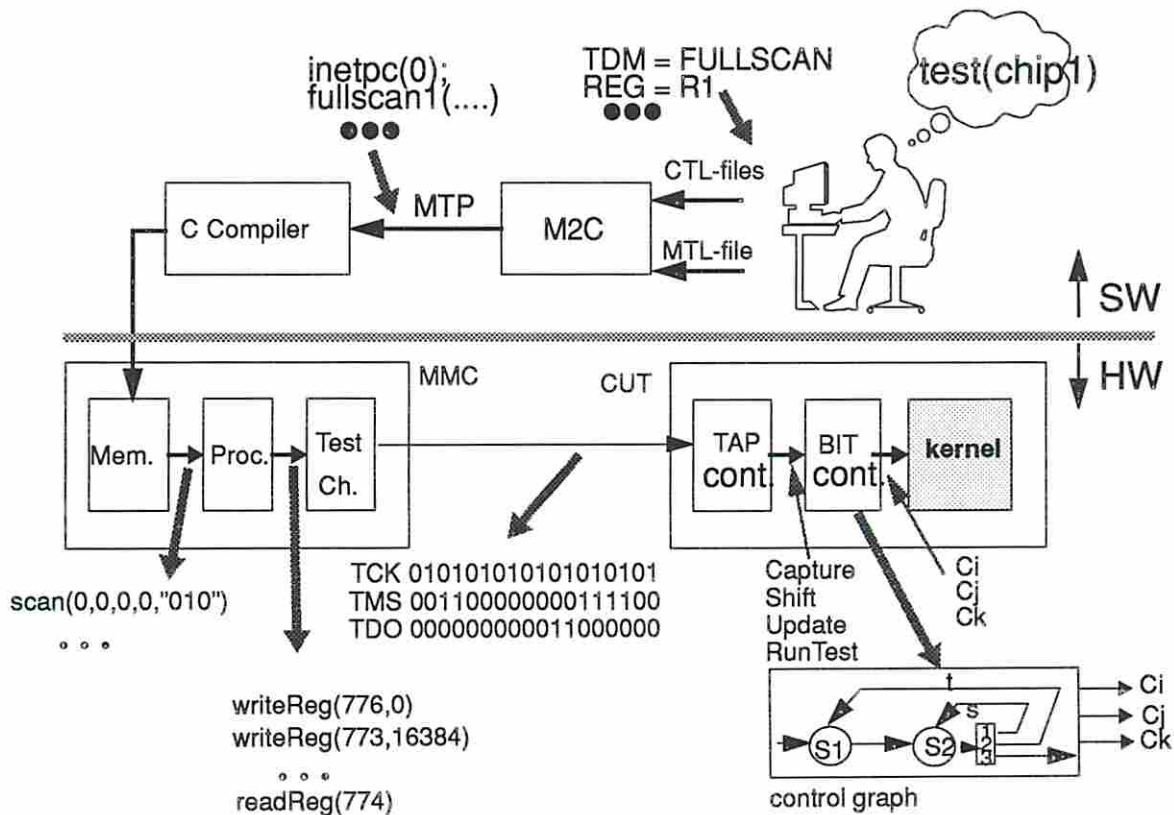 test(chip1)
TDM = FULLSCAN
REG = R1
inetpc(0);
fullscan1(....)
CTL-files
MTP
C Compiler
M2C
MTL-file
SW
HW
MMC
CUT
Mem.
Proc.
Test
Ch.
TAP
cont.
BIT
cont.
kernel
TCK 010101010101010101
TMS 001100000000111100
TDO 000000000011000000
Capture
Shift
Update
RunTest
Ci
Cj
Ck
scan(0,0,0,0,"010")
writeReg(776,0)
writeReg(773,16384)
readReg(774)
t
s
S1
S2
1
2
3
Ci
Cj
Ck
control graph